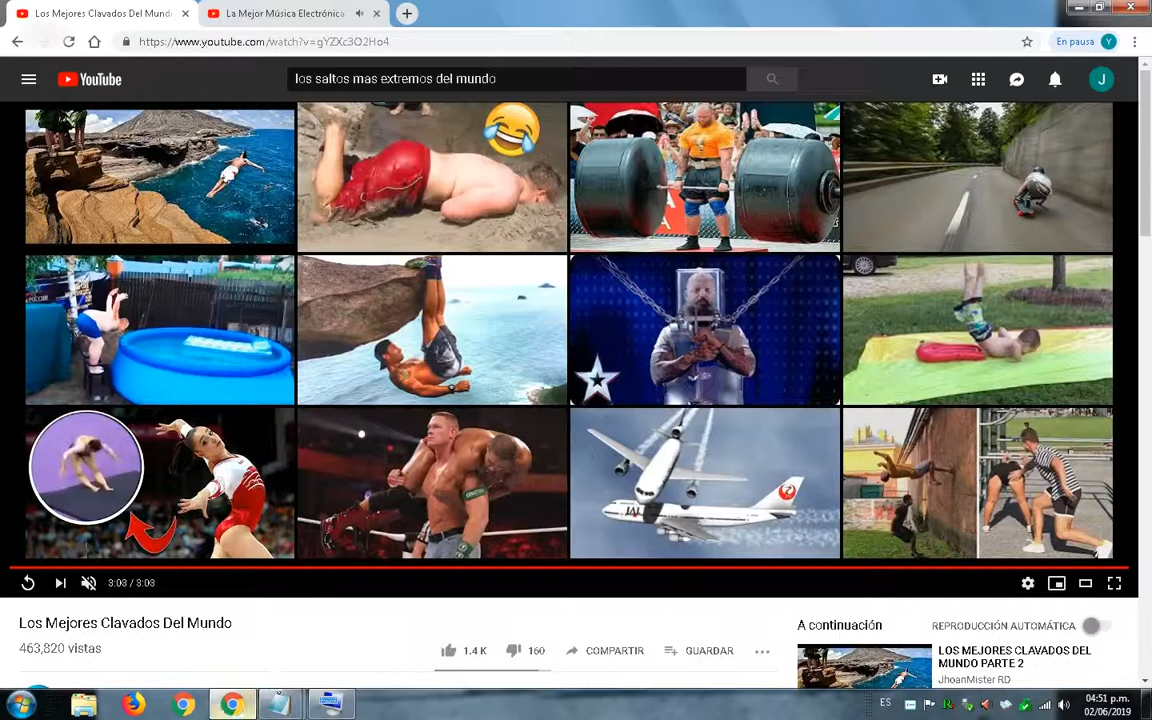 Los Mejores Clavados Del Mund
La Mejor Música Electrónica
https://www.youtube.com/watch?v=gYZXc3O2Ho4
En pausa
Y
YouTube
los saltos mas extremos del mundo
J
JAL
3:03 / 3:03
Los Mejores Clavados Del Mundo
463,820 vistas
1.4 K
160
COMPARTIR
GUARDAR
A continuación
REPRODUCCIÓN AUTOMÁTICA
LOS MEJORES CLAVADOS DEL
MUNDO PARTE 2
JhoanMister RD
ES
04:51 p.m.
02/06/2019